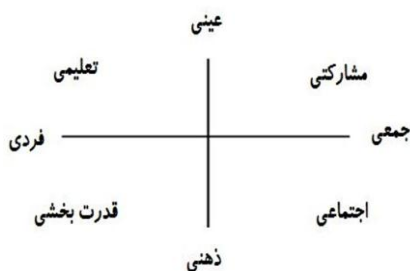 عینی
مشارکتی
تعلیمی
جمعی
فردی
اجتماعی
قدرت بخشی
ذهنی